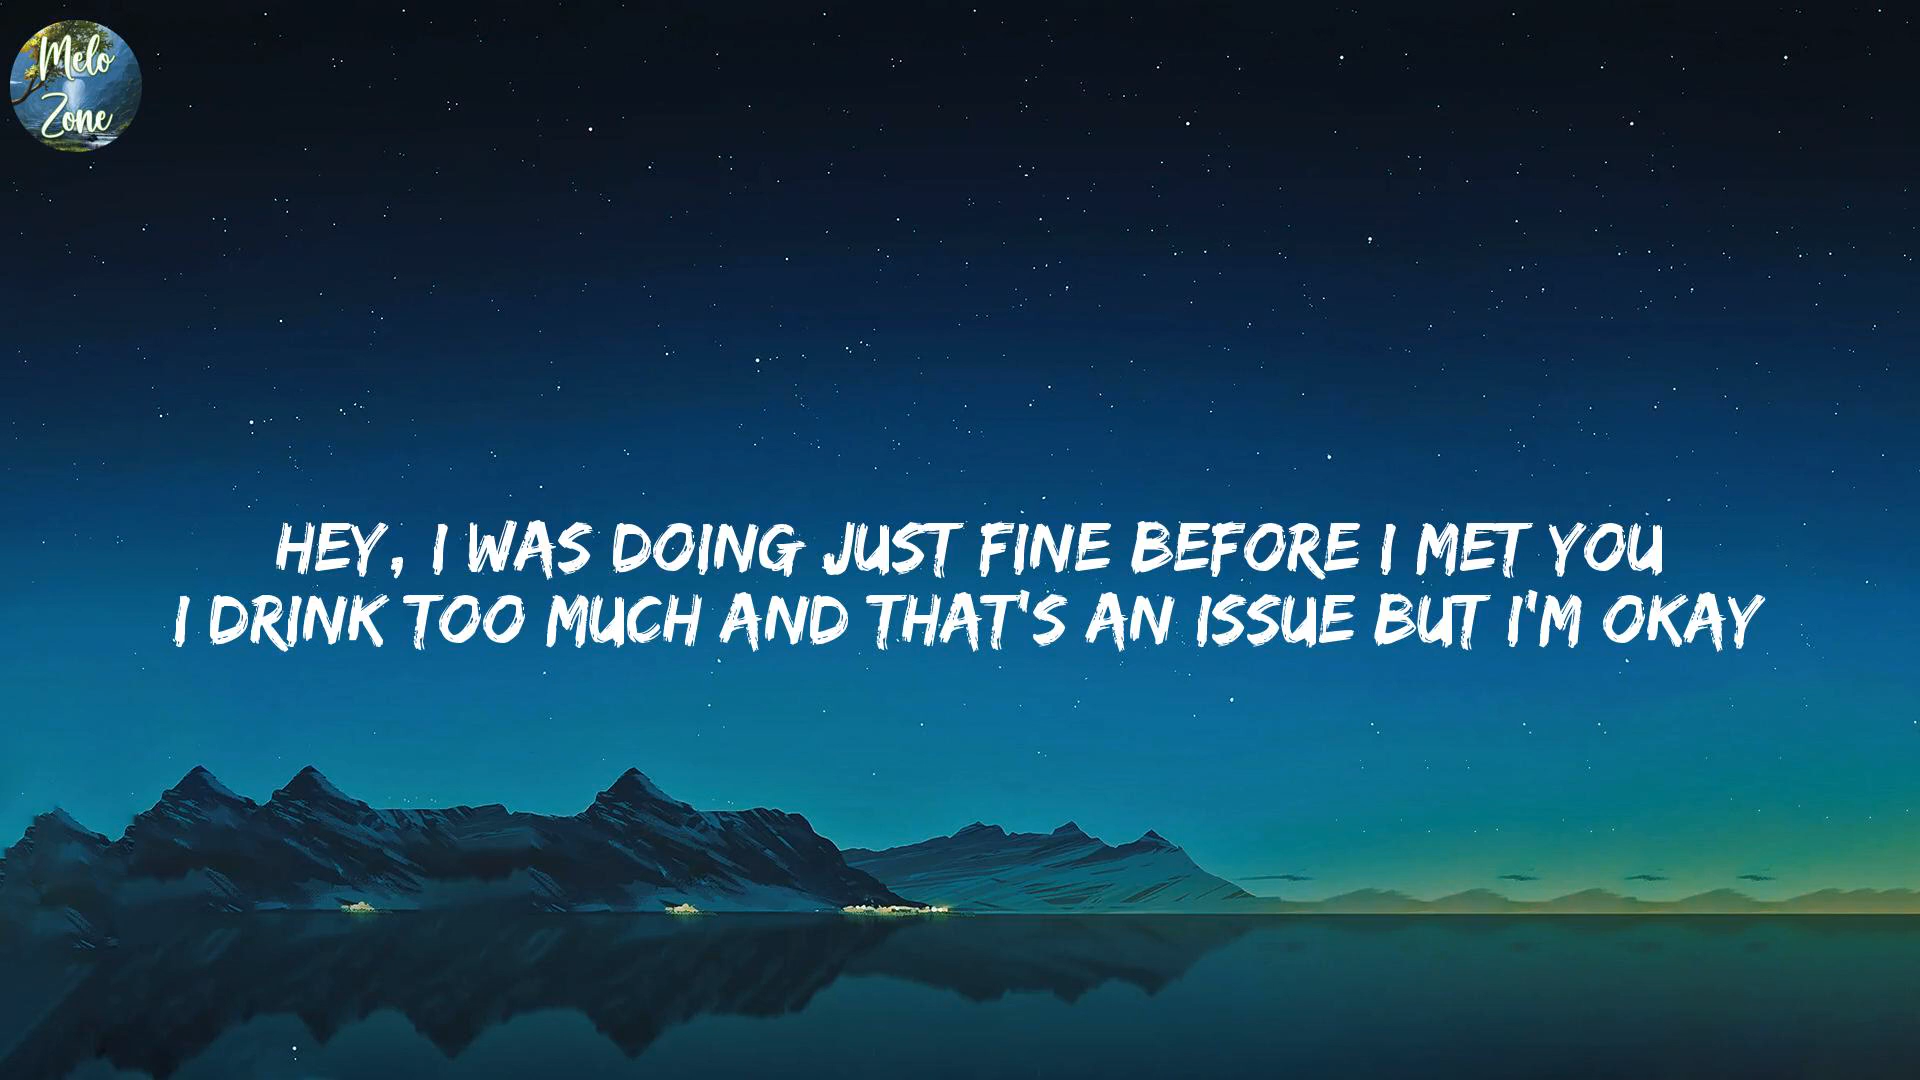 Melo
Zone
HEY, I WAS DOING JUST FINE BEFORE I MET YOU
I DRINK TOO MUCH AND THAT'S AN ISSUE BUT I'M OKAY